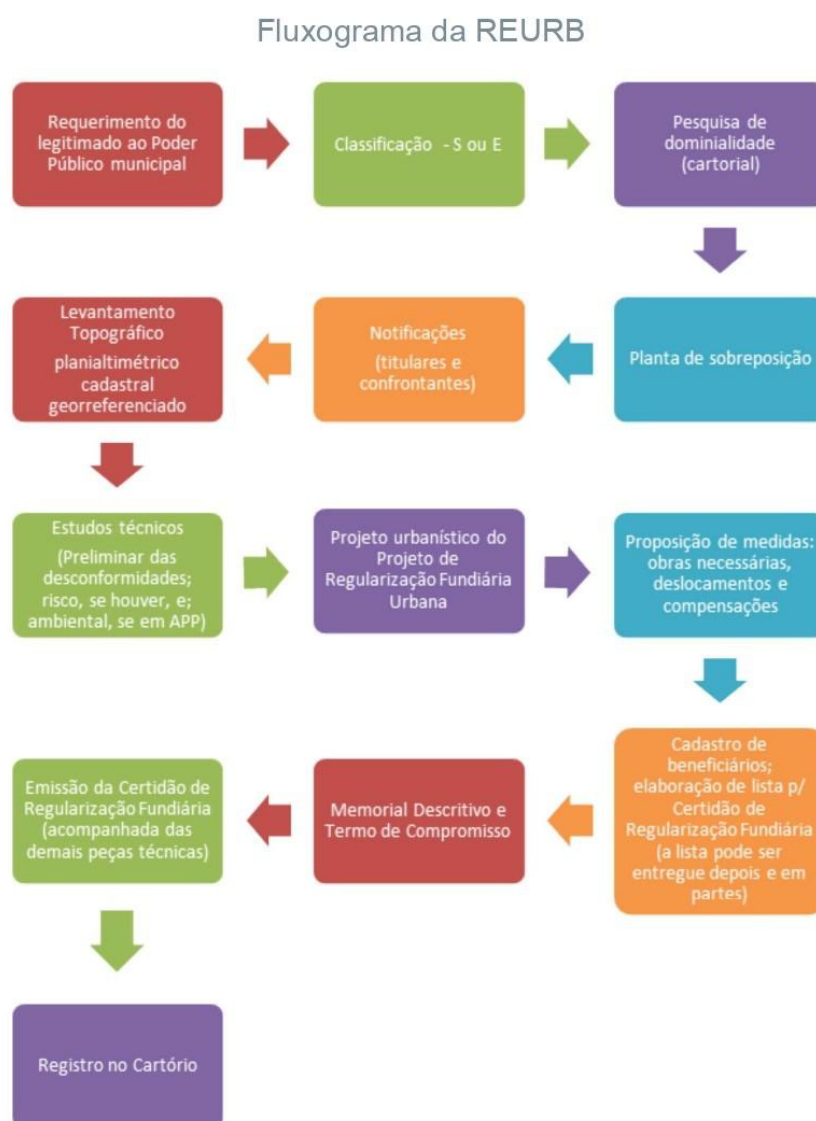 Fluxograma da REURB
Requerimento do
legitimado ao Poder
Público municipal
Classificação - S ou E
Pesquisa de
dominialidade
(cartorial)
Planta de sobreposição
Notificações
(titulares e
confrontantes)
Levantamento
Topográfico
planialtimétrico
cadastral
georreferenciado
Estudos técnicos
(Preliminar das
desconformidades;
risco, se houver, e;
ambiental, se em APP)
Projeto urbanístico do
Projeto de
Regularização Fundiária
Urbana
Proposição de medidas:
obras necessárias,
deslocamentos e
compensações
Cadastro de
beneficiários;
elaboração de lista p/
Certidão de
Regularização Fundiária
(a lista pode ser
entregue depois e em
partes)
Memorial Descritivo e
Termo de Compromisso
Emissão da Certidão de
Regularização Fundiária
(acompanhada das
demais peças técnicas)
Registro no Cartório